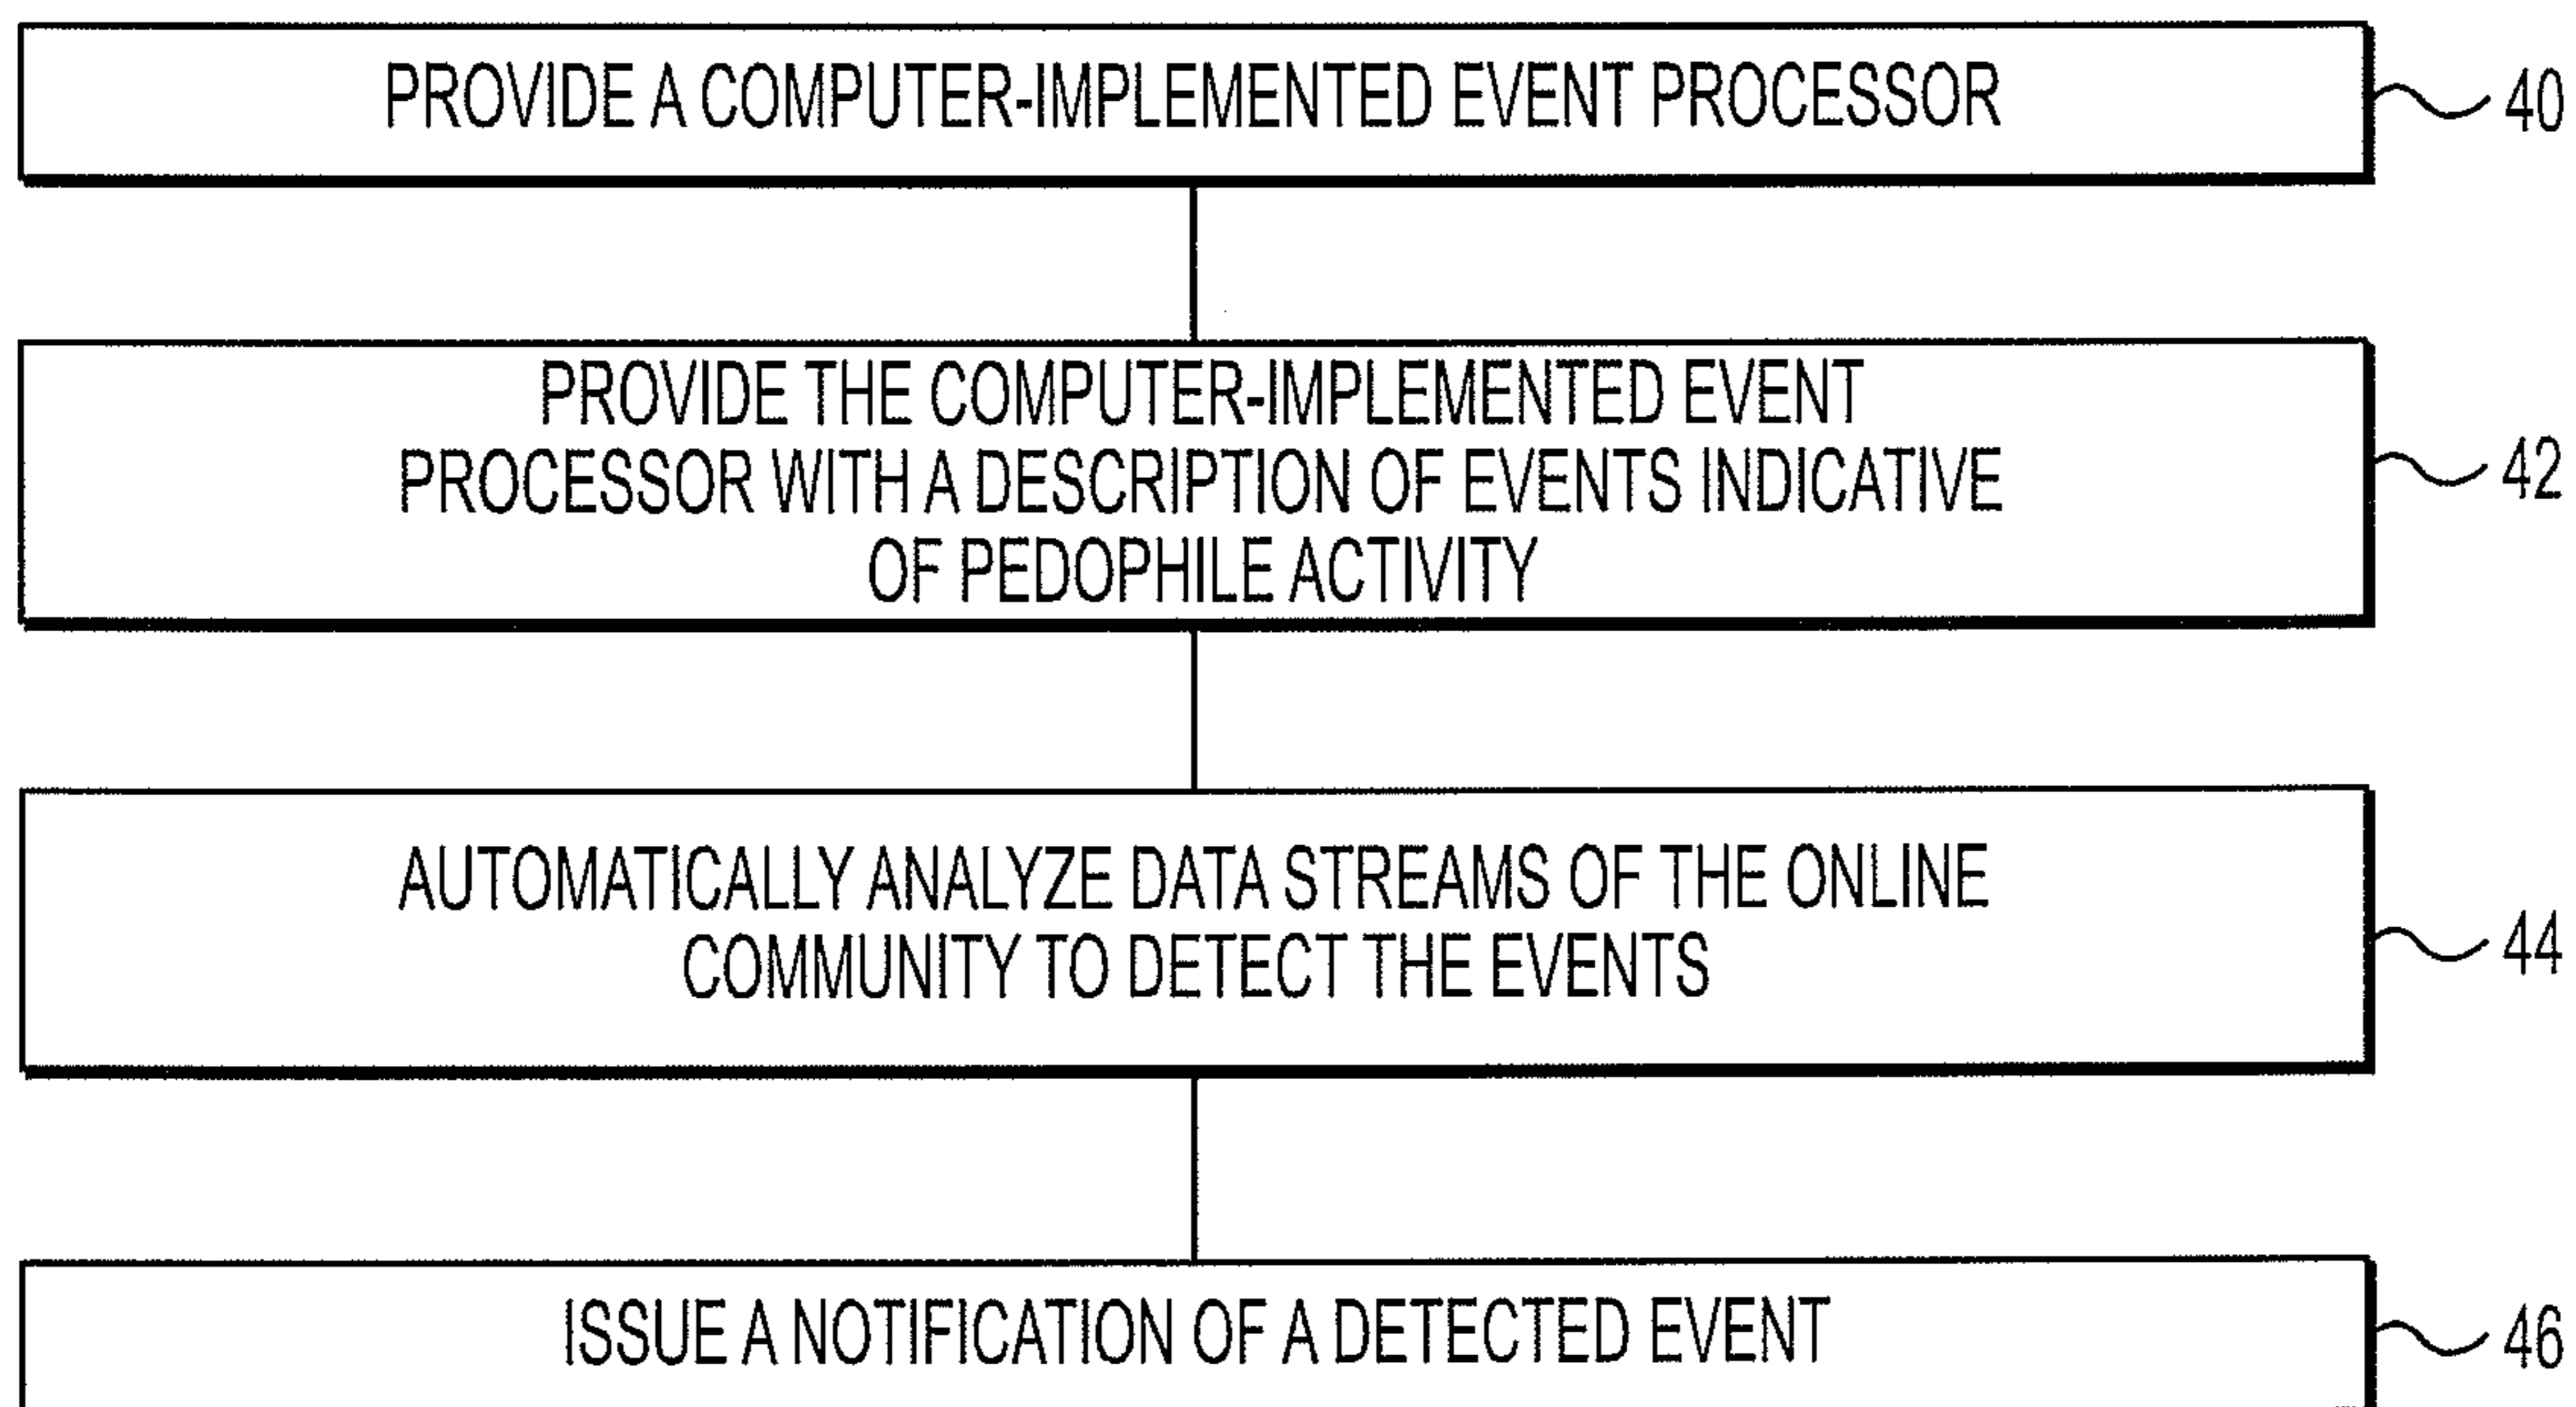 PROVIDE A COMPUTER-IMPLEMENTED EVENT PROCESSOR
40
PROVIDE THE COMPUTER-IMPLEMENTED EVENT
PROCESSOR WITH A DESCRIPTION OF EVENTS INDICATIVE
OF PEDOPHILE ACTIVITY
42
AUTOMATICALLY ANALYZE DATA STREAMS OF THE ONLINE
COMMUNITY TO DETECT THE EVENTS
44
ISSUE A NOTIFICATION OF A DETECTED EVENT
46